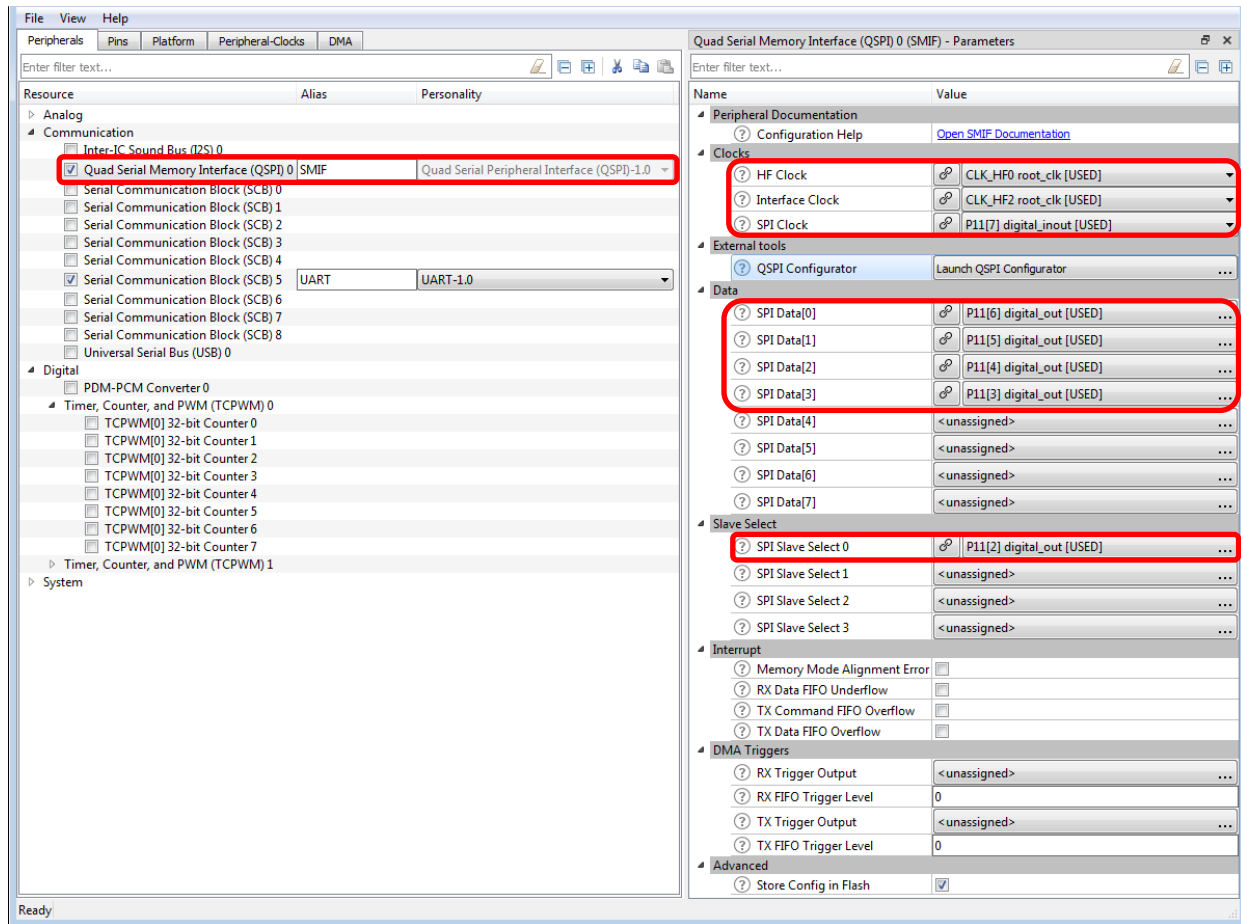 File View Help
Peripherals Pins Platform Peripheral-Clocks DMA
Enter filter text...
Resource Alias Personality
Analog
Communication
Inter-IC Sound Bus (I2S) 0
Quad Serial Memory Interface (QSPI) 0 SMIF Quad Serial Peripheral Interface (QSPI)-1.0
Serial Communication Block (SCB) 0
Serial Communication Block (SCB) 1
Serial Communication Block (SCB) 2
Serial Communication Block (SCB) 3
Serial Communication Block (SCB) 4
Serial Communication Block (SCB) 5 UART UART-1.0
Serial Communication Block (SCB) 6
Serial Communication Block (SCB) 7
Serial Communication Block (SCB) 8
Universal Serial Bus (USB) 0
Digital
PDM-PCM Converter 0
Timer, Counter, and PWM (TCPWM) 0
TCPWM[0] 32-bit Counter 0
TCPWM[0] 32-bit Counter 1
TCPWM[0] 32-bit Counter 2
TCPWM[0] 32-bit Counter 3
TCPWM[0] 32-bit Counter 4
TCPWM[0] 32-bit Counter 5
TCPWM[0] 32-bit Counter 6
TCPWM[0] 32-bit Counter 7
Timer, Counter, and PWM (TCPWM) 1
System
Quad Serial Memory Interface (QSPI) 0 (SMIF) - Parameters
Enter filter text...
Name Value
Peripheral Documentation
? Configuration Help Open SMIF Documentation
Clocks
? HF Clock CLK_HF0 root_clk [USED]
? Interface Clock CLK_HF2 root_clk [USED]
? SPI Clock P11[7] digital_inout [USED]
External tools
? QSPI Configurator Launch QSPI Configurator ...
Data
? SPI Data[0] P11[6] digital_out [USED] ...
? SPI Data[1] P11[5] digital_out [USED] ...
? SPI Data[2] P11[4] digital_out [USED] ...
? SPI Data[3] P11[3] digital_out [USED] ...
? SPI Data[4] <unassigned> ...
? SPI Data[5] <unassigned> ...
? SPI Data[6] <unassigned> ...
? SPI Data[7] <unassigned> ...
Slave Select
? SPI Slave Select 0 P11[2] digital_out [USED] ...
? SPI Slave Select 1 <unassigned> ...
? SPI Slave Select 2 <unassigned> ...
? SPI Slave Select 3 <unassigned> ...
Interrupt
? Memory Mode Alignment Error
? RX Data FIFO Underflow
? TX Command FIFO Overflow
? TX Data FIFO Overflow
DMA Triggers
? RX Trigger Output <unassigned> ...
? RX FIFO Trigger Level 0
? TX Trigger Output <unassigned> ...
? TX FIFO Trigger Level 0
Advanced
? Store Config in Flash
Ready